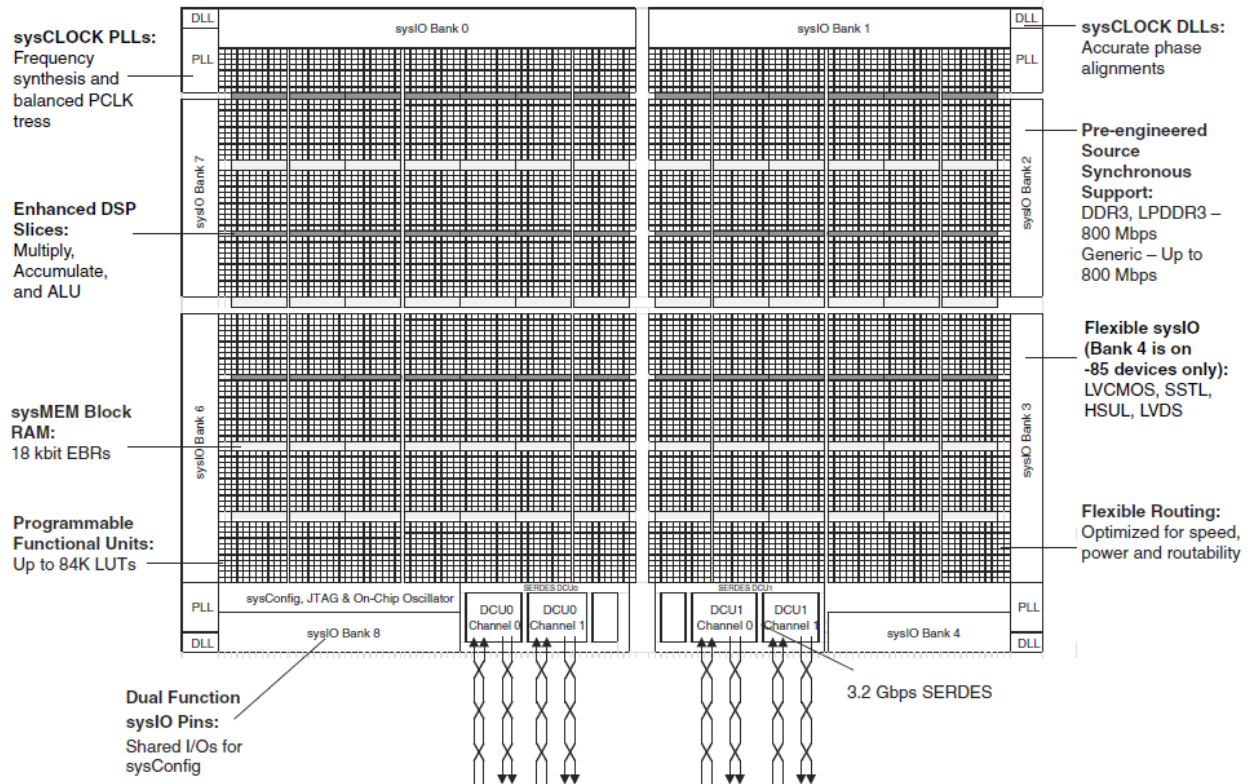 DLL
sysIO Bank 0
sysIO Bank 1
DLL
sysCLOCK PLLs:
Frequency
synthesis and
balanced PCLK
tress
PLL
PLL
sysCLOCK DLLs:
Accurate phase
alignments
sysIO Bank 7
sysIO Bank 2
Pre-engineered
Source
Synchronous
Support:
DDR3, LPDDR3 –
800 Mbps
Generic – Up to
800 Mbps
Enhanced DSP
Slices:
Multiply,
Accumulate,
and ALU
Flexible sysIO
(Bank 4 is on
-85 devices only):
LVCMOS, SSTL,
HSUL, LVDS
sysMEM Block
RAM:
18 kbit EBRs
sysIO Bank 6
sysIO Bank 3
Programmable
Functional Units:
Up to 84K LUTs
Flexible Routing:
Optimized for speed,
power and routability
PLL
sysConfig, JTAG & On-Chip Oscillator
SERDES DCU0
SERDES DCU1
PLL
DCU0
Channel 0
DCU0
Channel 1
DCU1
Channel 0
DCU1
Channel 1
DLL
sysIO Bank 8
sysIO Bank 4
DLL
Dual Function
sysIO Pins:
Shared I/Os for
sysConfig
3.2 Gbps SERDES